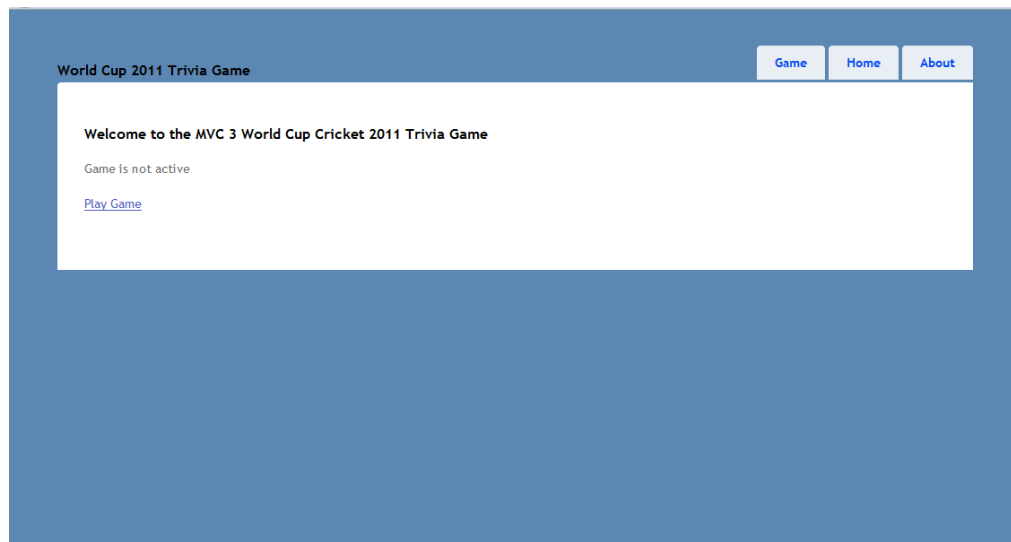 World Cup 2011 Trivia Game
Game Home About
Welcome to the MVC 3 World Cup Cricket 2011 Trivia Game
Game is not active
Play Game